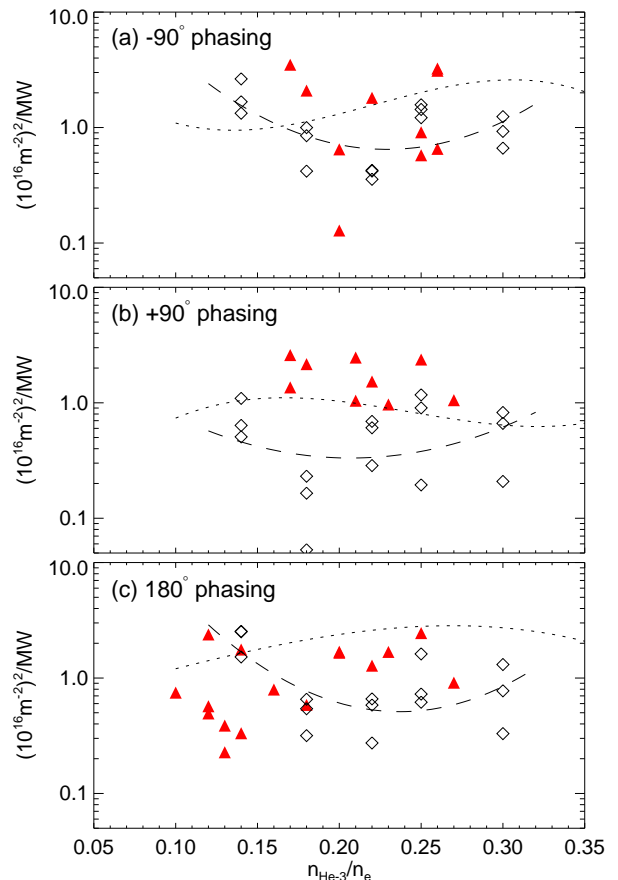 (a) -90° phasing
10.0
1.0
0.1
(10¹⁶m⁻²)²/MW
(b) +90° phasing
10.0
1.0
0.1
(10¹⁶m⁻²)²/MW
(c) 180° phasing
10.0
1.0
0.1
(10¹⁶m⁻²)²/MW
0.05 0.10 0.15 0.20 0.25 0.30 0.35
n_He-3/n_e